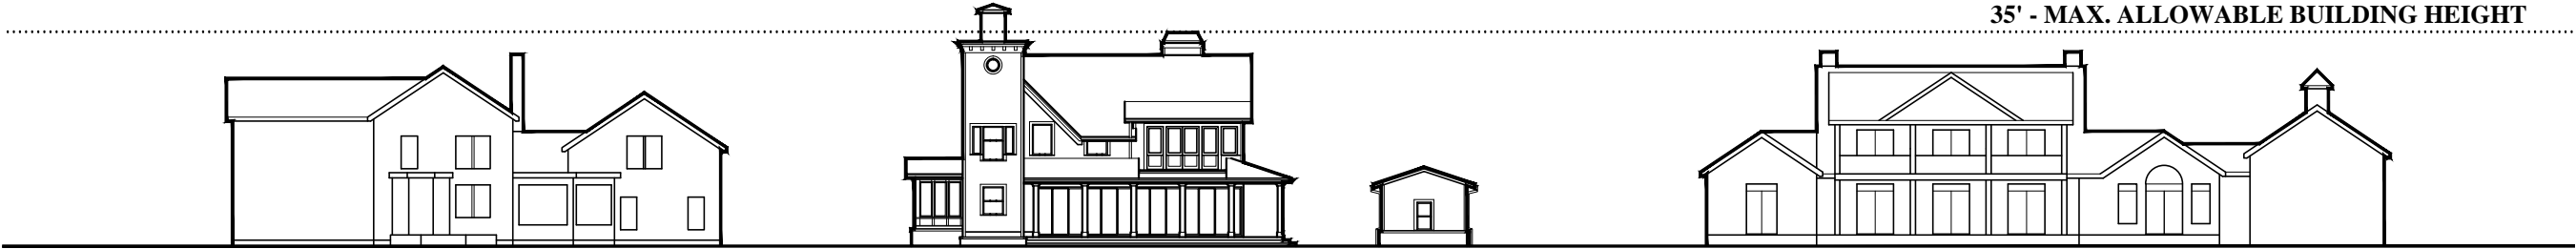 35' - MAX. ALLOWABLE BUILDING HEIGHT